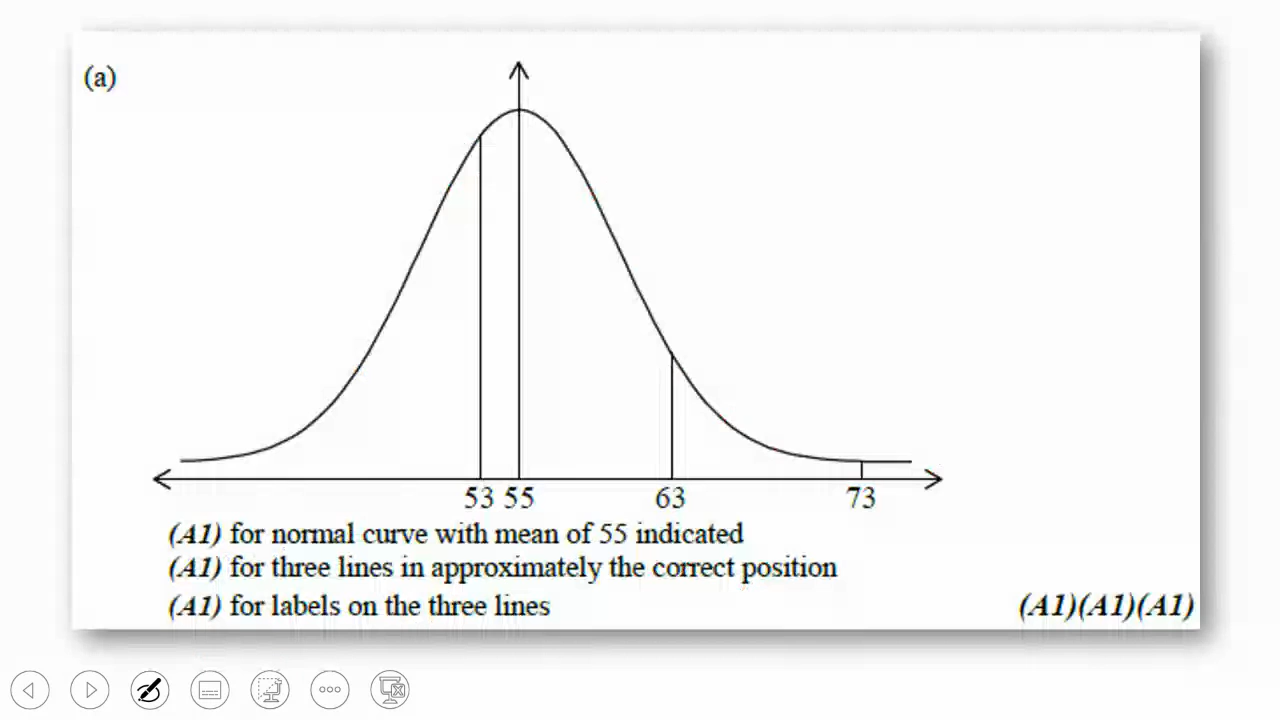 (a)
53 55 63 73
(A1) for normal curve with mean of 55 indicated
(A1) for three lines in approximately the correct position
(A1) for labels on the three lines (A1)(A1)(A1)